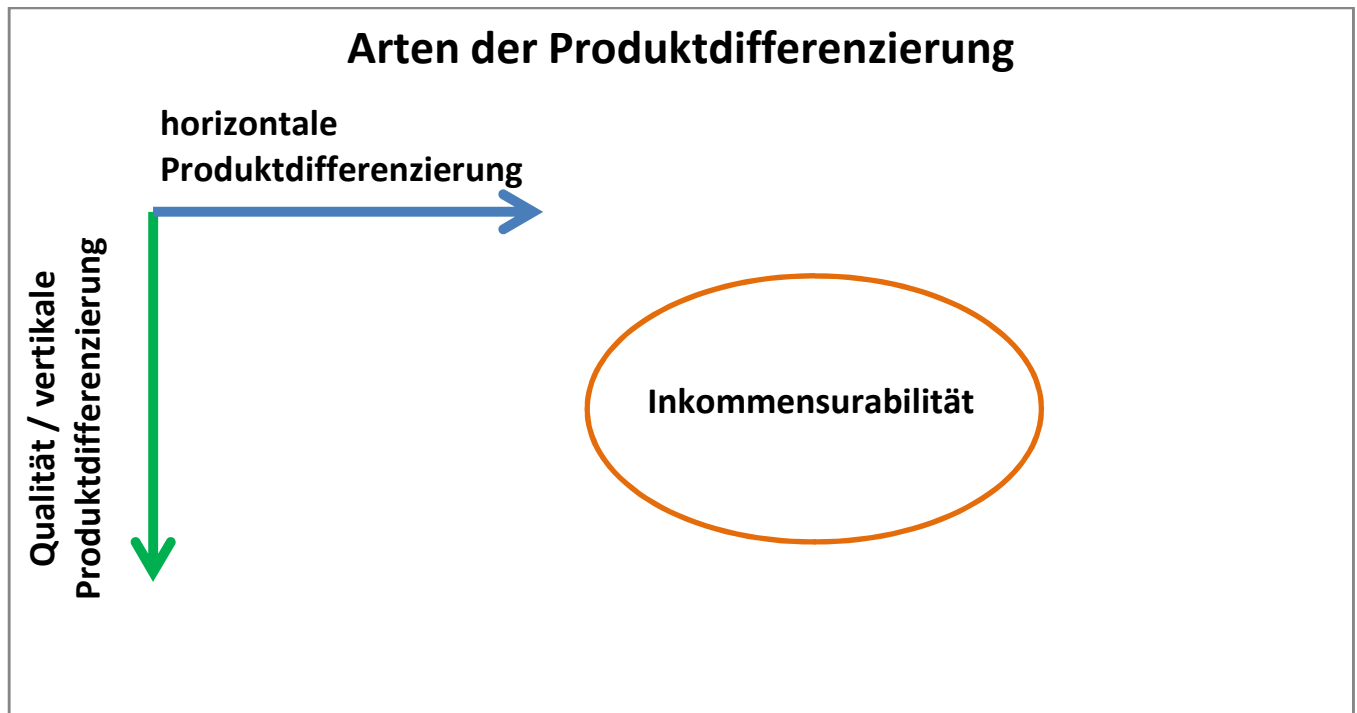 Arten der Produktdifferenzierung
horizontale
Produktdifferenzierung
Qualität / vertikale
Produktdifferenzierung
Inkommensurabilität